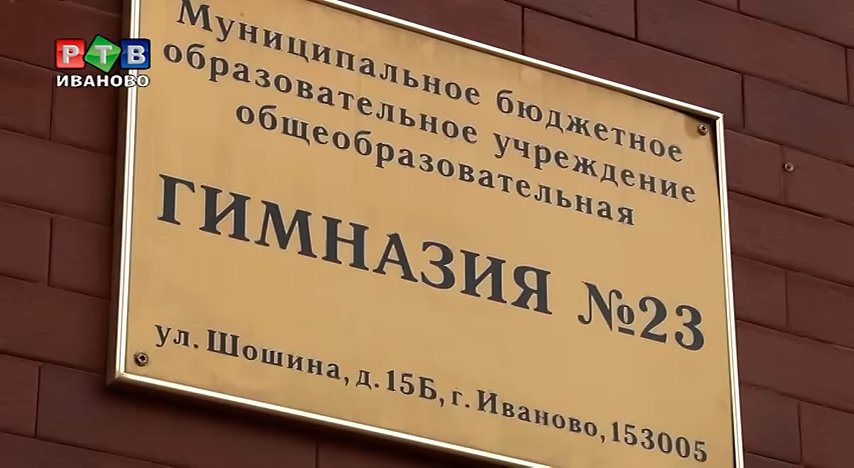 РТВ
ИВАНОВО
Муниципальное бюджетное
образовательное учреждение
общеобразовательная
ГИМНАЗИЯ №23
ул. Шошина, д.15Б, г. Иваново, 153005